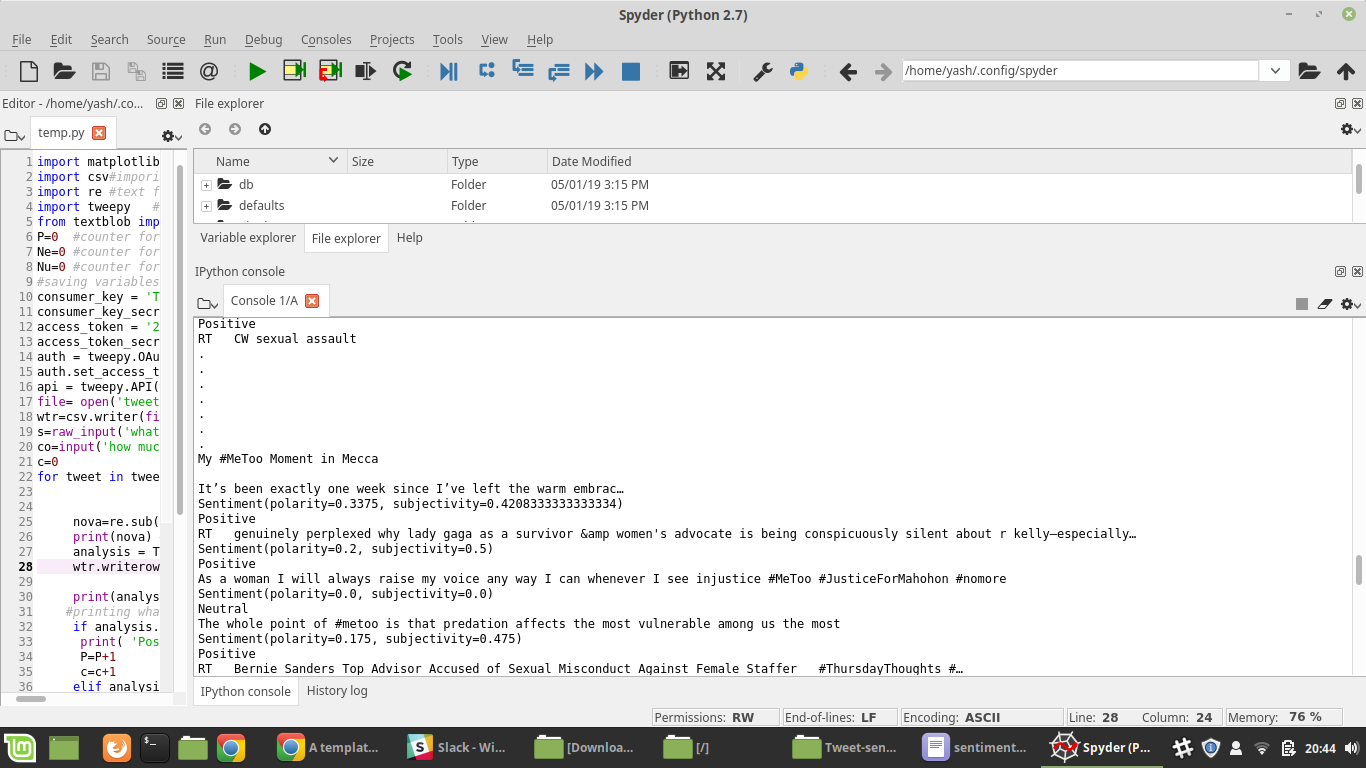 Spyder (Python 2.7)
File Edit Search Source Run Debug Consoles Projects Tools View Help
/home/yash/.config/spyder
Editor - /home/yash/.co...
temp.py
1 import matplotlib
2 import csv#impori
3 import re #text f
4 import tweepy #
5 from textblob imp
6 P=0 #counter for
7 Ne=0 #counter for
8 Nu=0 #counter for
9 #saving variables
10 consumer_key = 'T
11 consumer_key_secr
12 access_token = '2
13 access_token_secr
14 auth = tweepy.OAu
15 auth.set_access_t
16 api = tweepy.API(
17 file= open('tweet
18 wtr=csv.writer(fi
19 s=raw_input('what
20 co=input('how muc
21 c=0
22 for tweet in twee
23
24
25 nova=re.sub(
26 print(nova)
27 analysis = T
28 wtr.writerow
29
30 print(analys
31 #printing wha
32 if analysis.
33 print( 'Pos
34 P=P+1
35 c=c+1
36 elif analysi
File explorer
Name Size Type Date Modified
db Folder 05/01/19 3:15 PM
defaults Folder 05/01/19 3:15 PM
Variable explorer File explorer Help
IPython console
Console 1/A
Positive
RT CW sexual assault
.
.
.
.
.
.
.
My #MeToo Moment in Mecca
It’s been exactly one week since I’ve left the warm embrac…
Sentiment(polarity=0.3375, subjectivity=0.4208333333333334)
Positive
RT genuinely perplexed why lady gaga as a survivor &amp women's advocate is being conspicuously silent about r kelly—especially…
Sentiment(polarity=0.2, subjectivity=0.5)
Positive
As a woman I will always raise my voice any way I can whenever I see injustice #MeToo #JusticeForMahohon #nomore
Sentiment(polarity=0.0, subjectivity=0.0)
Neutral
The whole point of #metoo is that predation affects the most vulnerable among us the most
Sentiment(polarity=0.175, subjectivity=0.475)
Positive
RT Bernie Sanders Top Advisor Accused of Sexual Misconduct Against Female Staffer #ThursdayThoughts #…
IPython console History log
Permissions: RW End-of-lines: LF Encoding: ASCII Line: 28 Column: 24 Memory: 76 %
A templat... Slack - Wi... [Downloa... [/] Tweet-sen... sentiment... Spyder (P... 20:44